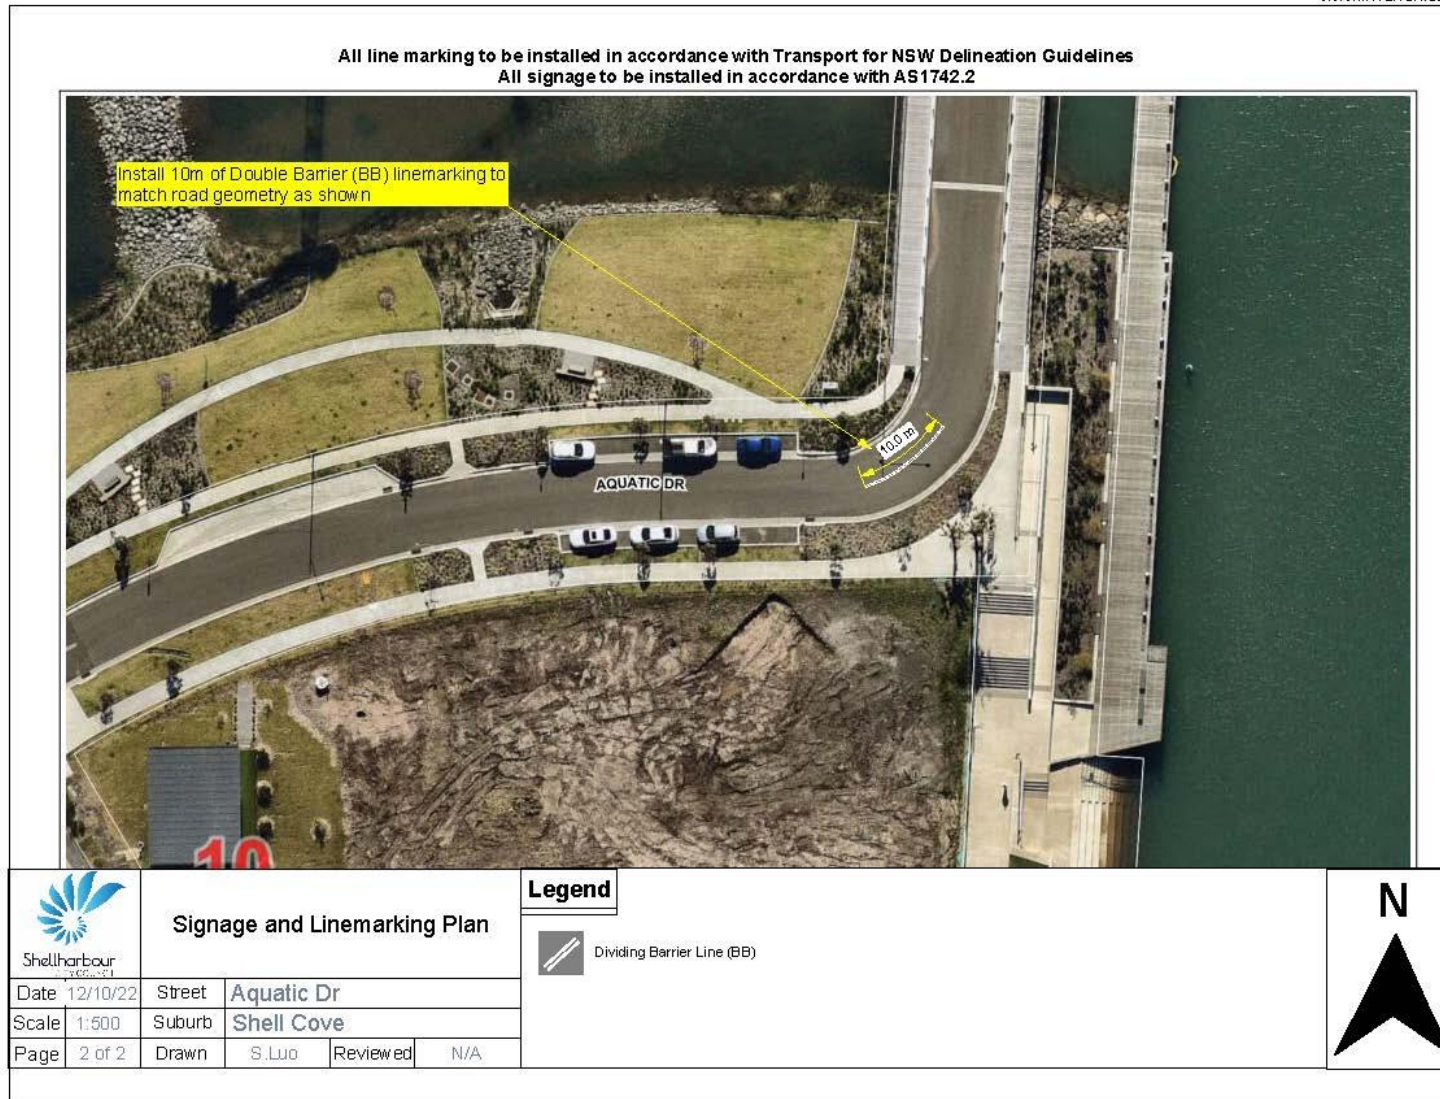 All line marking to be installed in accordance with Transport for NSW Delineation Guidelines
All signage to be installed in accordance with AS1742.2
Install 10m of Double Barrier (BB) linemarking to
match road geometry as shown
10.0 m
AQUATIC DR
10
Shellharbour
Signage and Linemarking Plan
Date 12/10/22 Street Aquatic Dr
Scale 1:500 Suburb Shell Cove
Page 2 of 2 Drawn S.Luo Reviewed N/A
Legend
Dividing Barrier Line (BB)
N